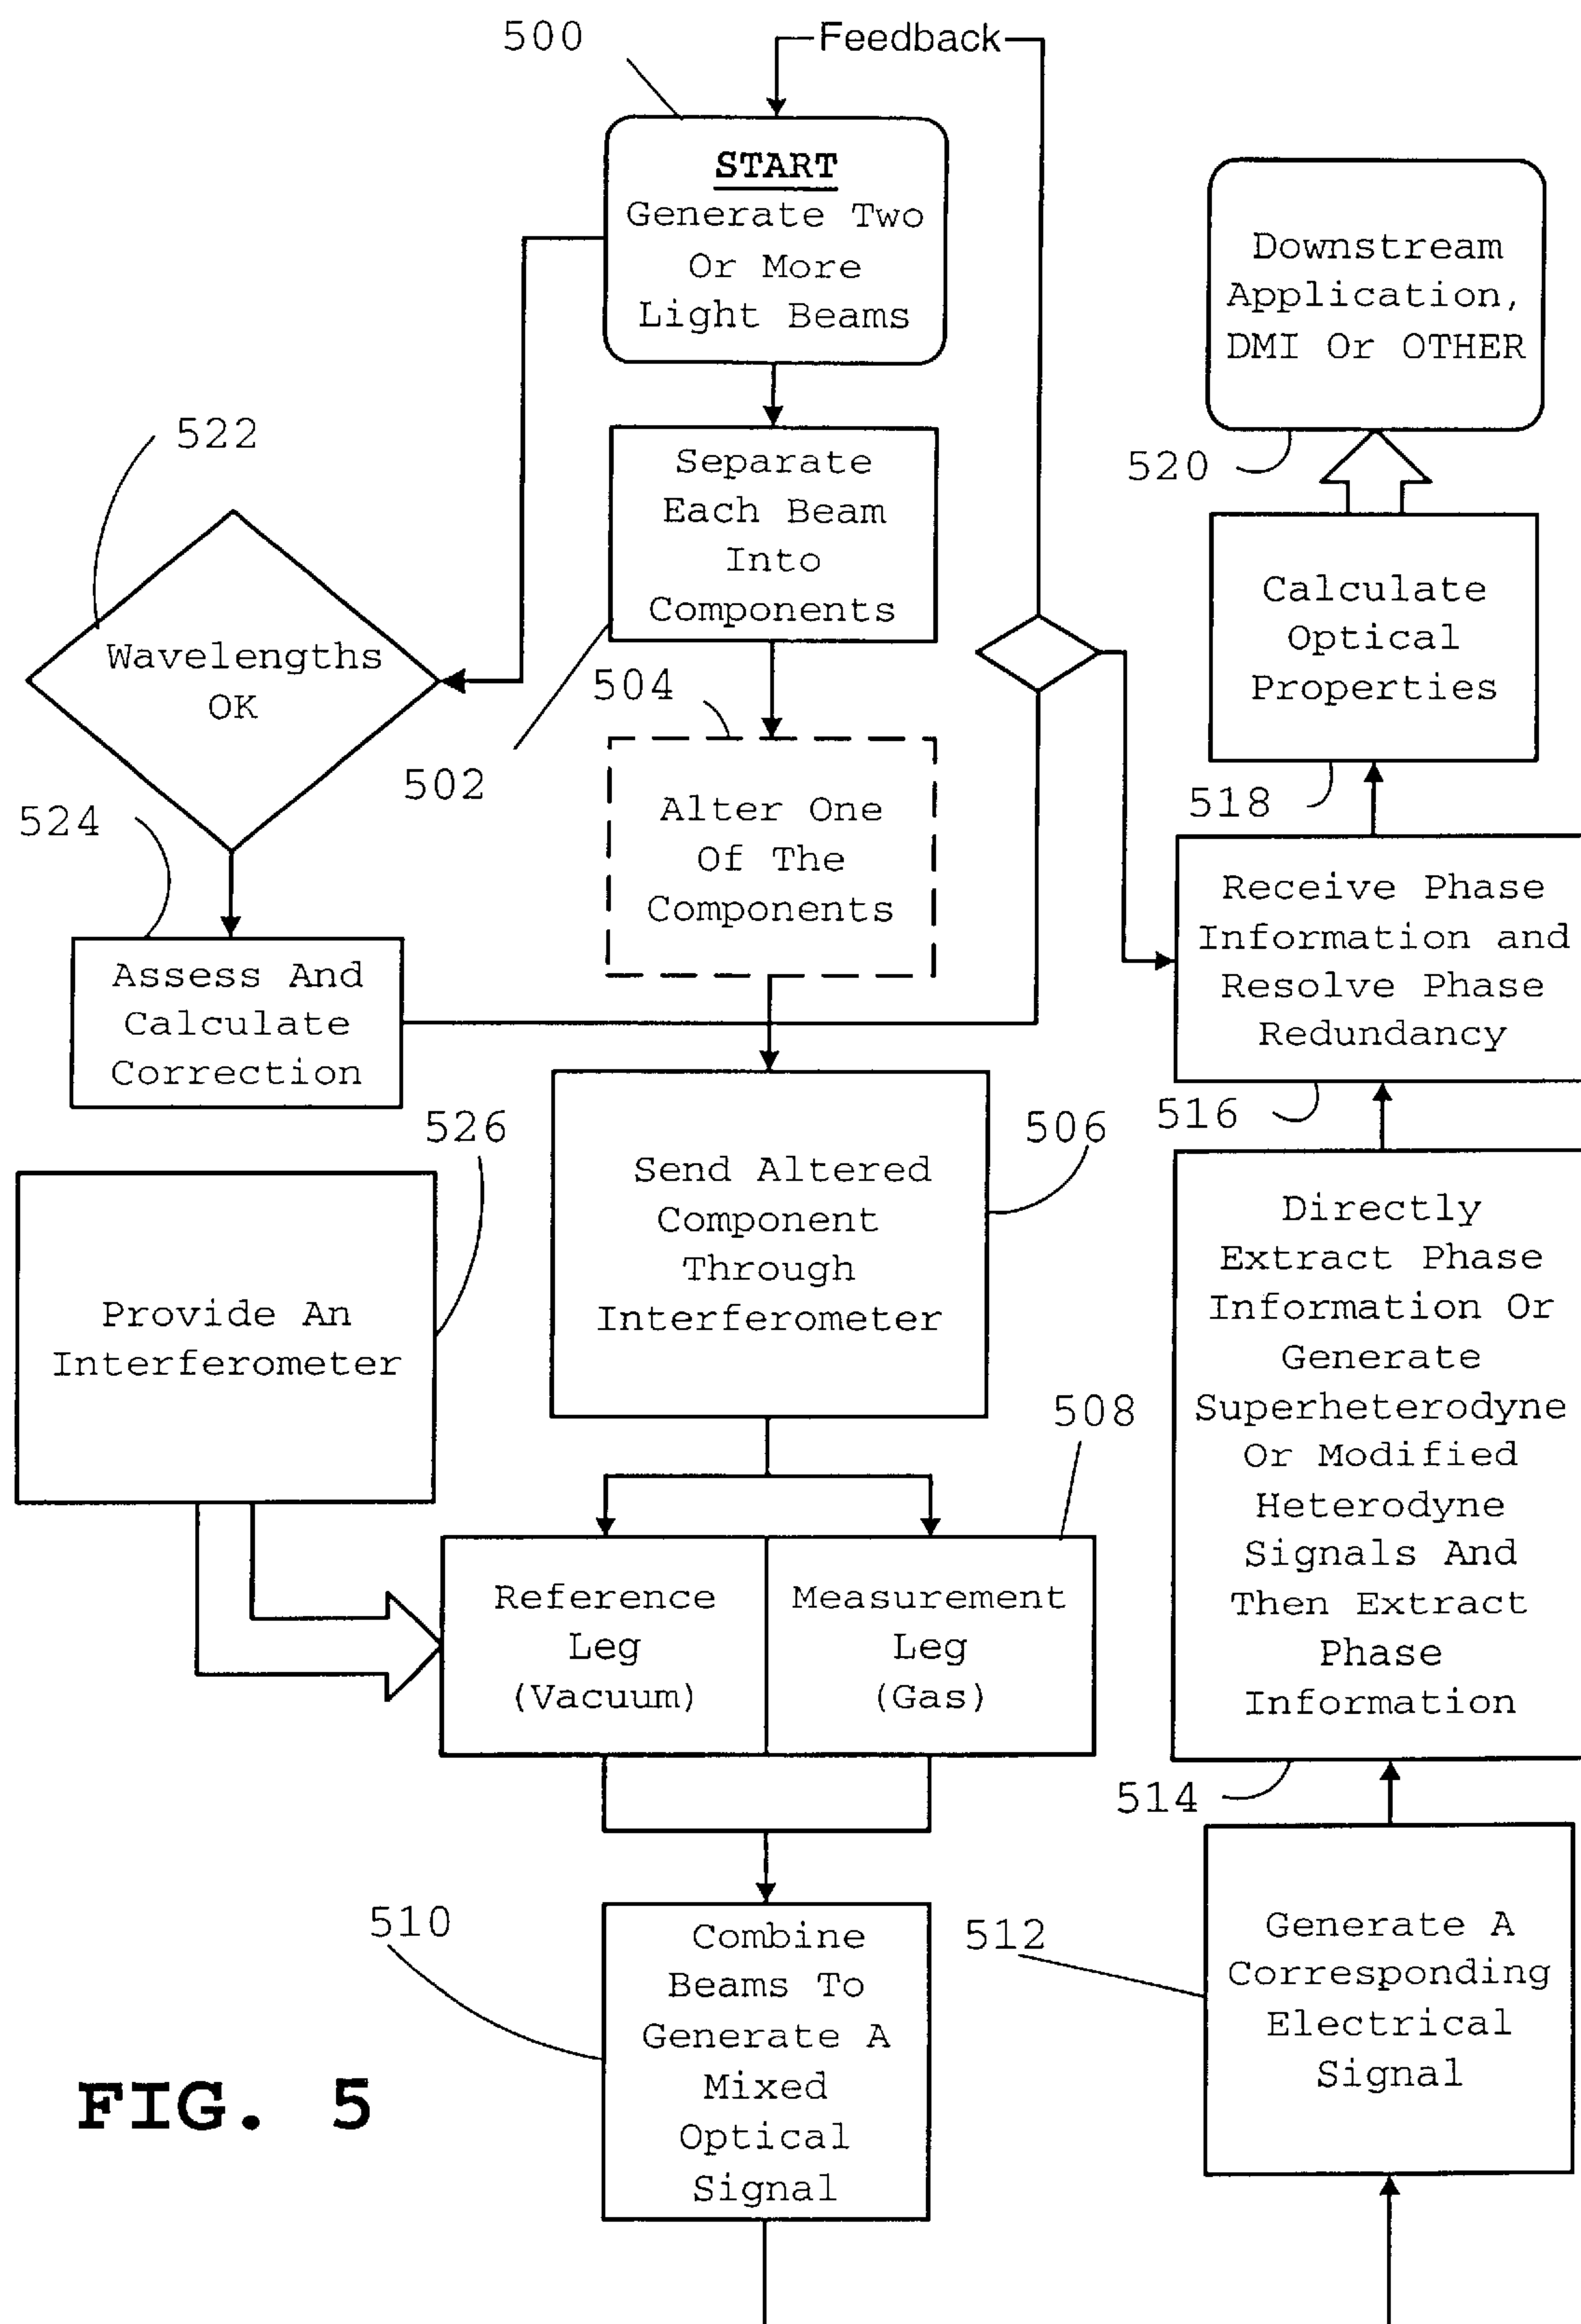 500
Feedback
START
Generate Two
Or More
Light Beams
Downstream
Application,
DMI Or OTHER
520
522
Separate
Each Beam
Into
Components
502
Wavelengths
OK
504
Alter One
Of The
Components
Calculate
Optical
Properties
518
524
Assess And
Calculate
Correction
Receive Phase
Information and
Resolve Phase
Redundancy
516
526
Provide An
Interferometer
506
Send Altered
Component
Through
Interferometer
508
Reference
Leg
(Vacuum)
Measurement
Leg
(Gas)
Directly
Extract Phase
Information Or
Generate
Superheterodyne
Or Modified
Heterodyne
Signals And
Then Extract
Phase
Information
514
510
Combine
Beams To
Generate A
Mixed
Optical
Signal
512
Generate A
Corresponding
Electrical
Signal
FIG. 5